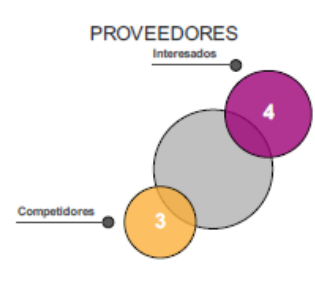 PROVEEDORES
Interesados
4
Competidores
3